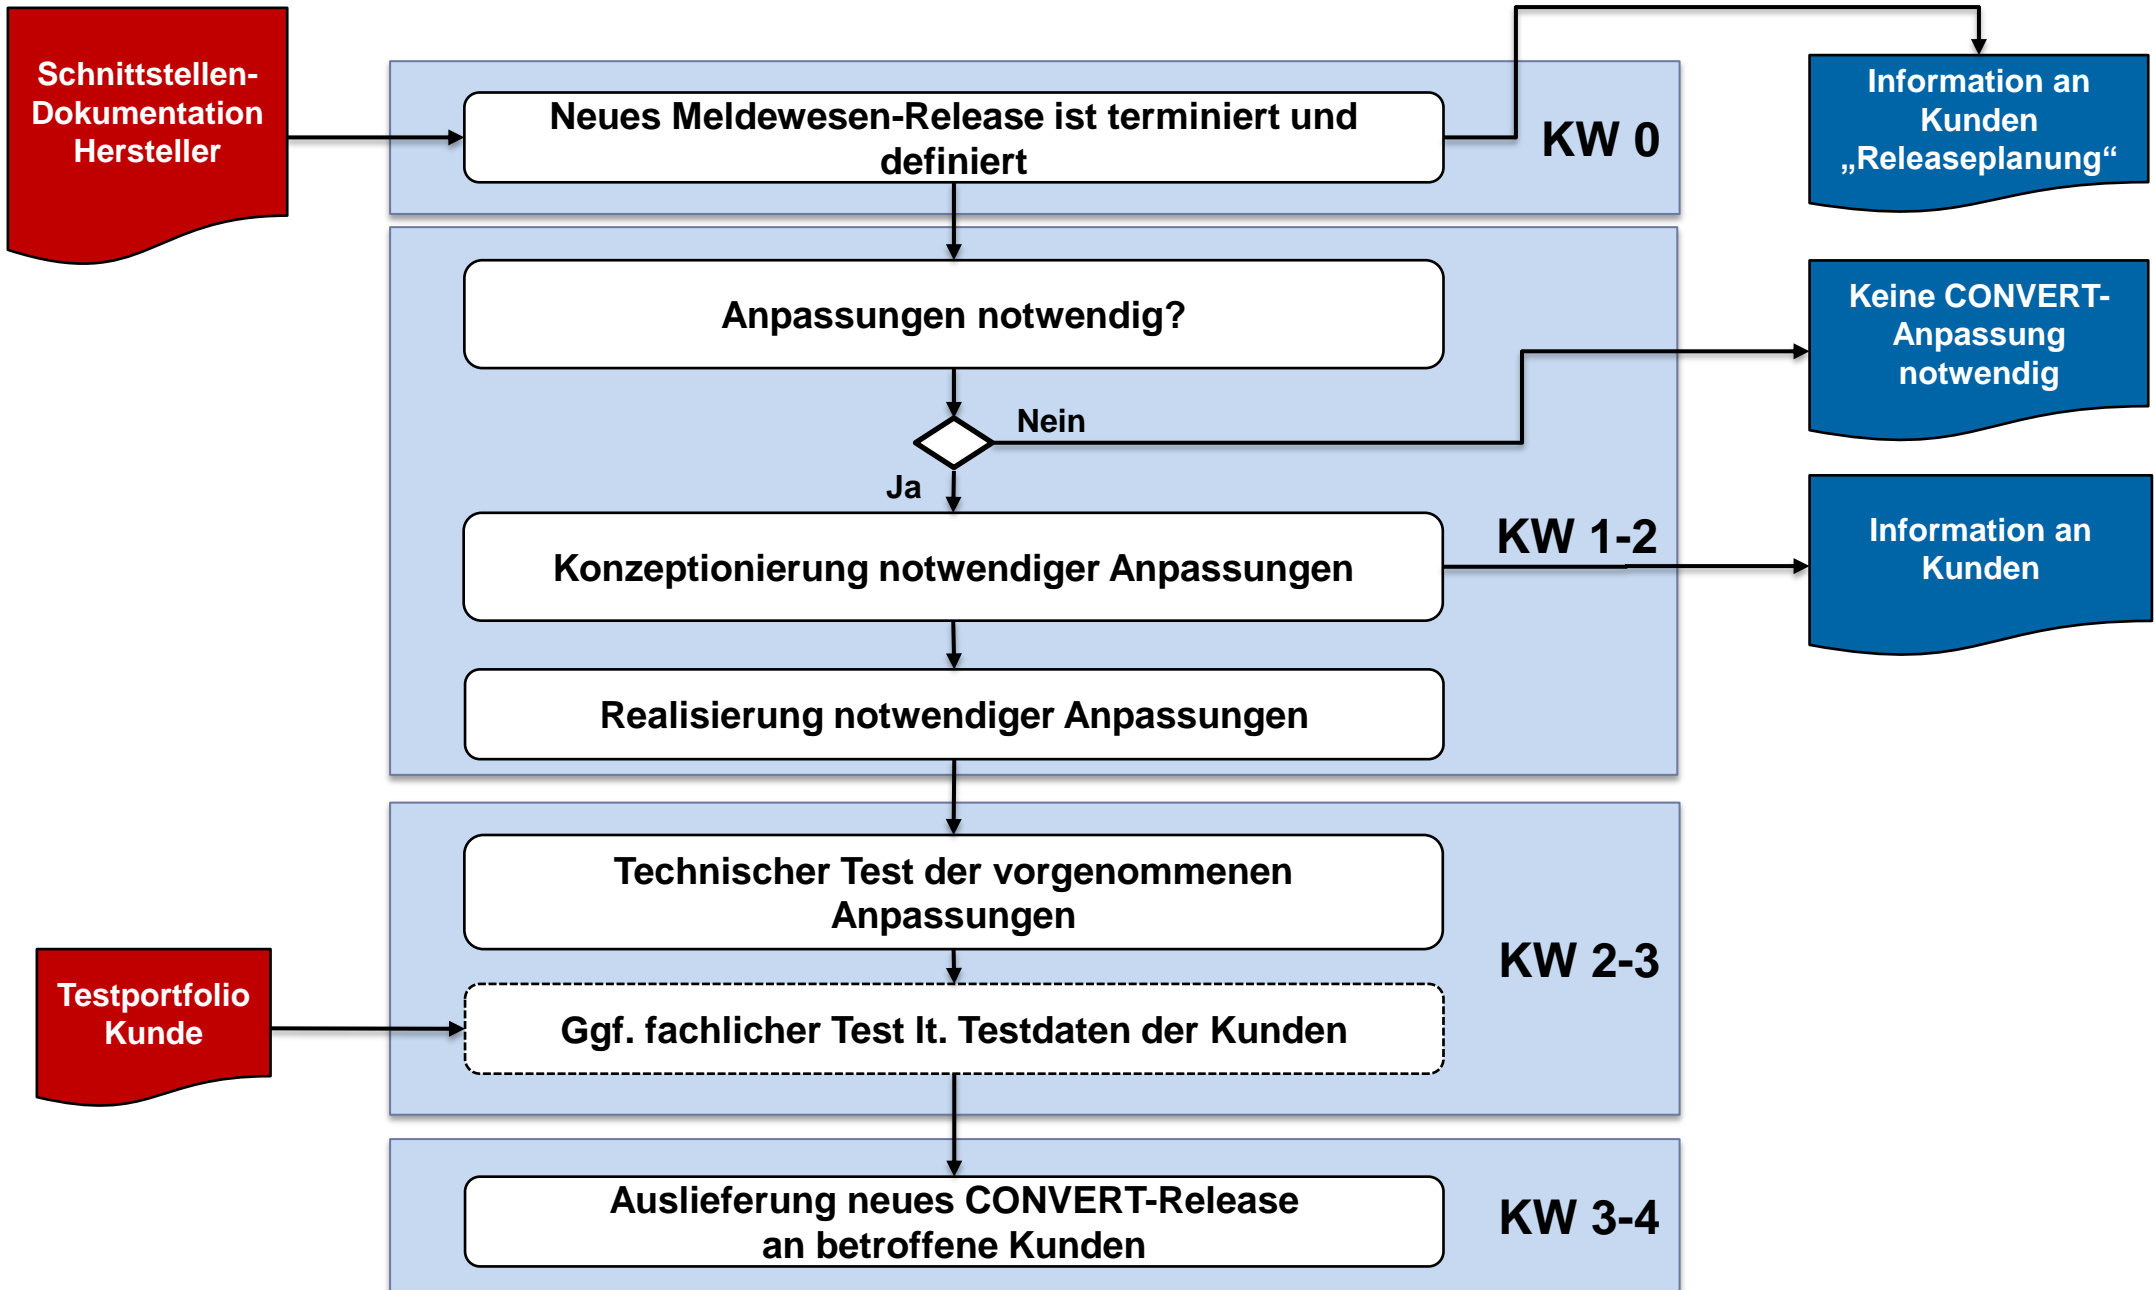 Schnittstellen-
Dokumentation
Hersteller
Neues Meldewesen-Release ist terminiert und
definiert
KW 0
Information an
Kunden
„Releaseplanung“
Anpassungen notwendig?
Keine CONVERT-
Anpassung
notwendig
Nein
Ja
Konzeptionierung notwendiger Anpassungen
KW 1-2
Information an
Kunden
Realisierung notwendiger Anpassungen
Technischer Test der vorgenommenen
Anpassungen
KW 2-3
Testportfolio
Kunde
Ggf. fachlicher Test lt. Testdaten der Kunden
Auslieferung neues CONVERT-Release
an betroffene Kunden
KW 3-4